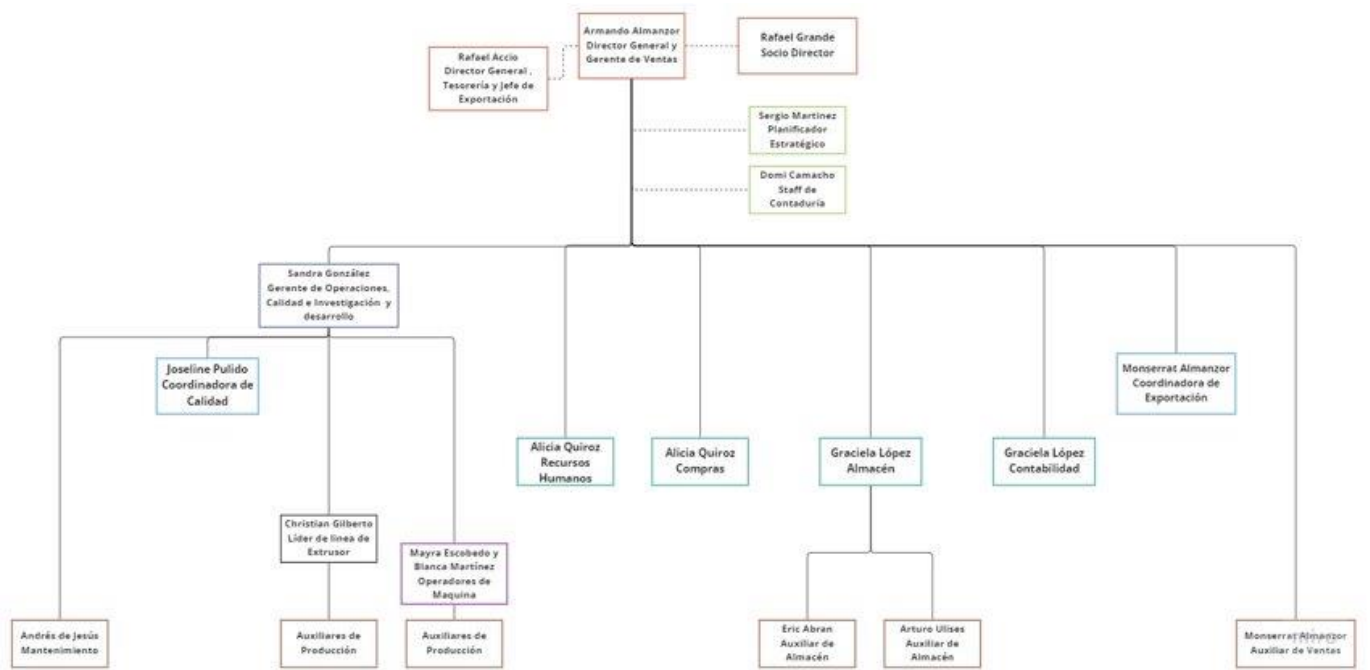 Armando Almanzor
Director General y
Gerente de Ventas
Rafael Grande
Socio Director
Rafael Accio
Director General ,
Tesorería y Jefe de
Exportación
Sergio Martinez
Planificador
Estratégico
Domi Camacho
Staff de
Contaduría
Sandra González
Gerente de Operaciones,
Calidad e Investigación y
desarrollo
Joseline Pulido
Coordinadora de
Calidad
Monserrat Almanzor
Coordinadora de
Exportación
Alicia Quiroz
Recursos
Humanos
Alicia Quiroz
Compras
Graciela López
Almacén
Graciela López
Contabilidad
Christian Gilberto
Líder de linea de
Extrusor
Mayra Escobedo y
Blanca Martínez
Operadores de
Maquina
Andrés de Jesús
Mantenimiento
Auxiliares de
Producción
Auxiliares de
Producción
Eric Abran
Auxiliar de
Almacén
Arturo Ulises
Auxiliar de
Almacén
Monserrat Almanzor
Auxiliar de Ventas
miro